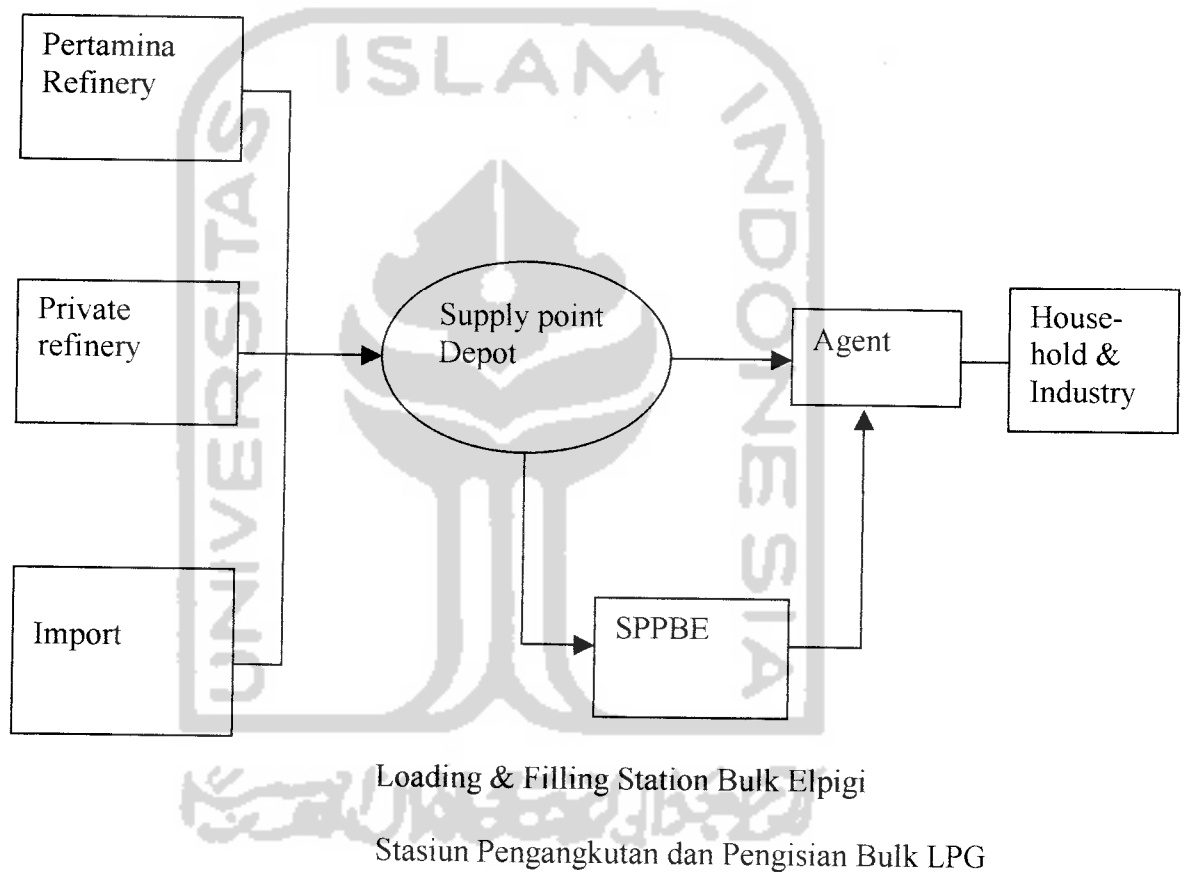 Pertamina
Refinery
Private
refinery
Import
Supply point
Depot
Agent
House-
hold &
Industry
SPPBE
Loading & Filling Station Bulk Elpigi
Stasiun Pengangkutan dan Pengisian Bulk LPG
UNIVERSITAS
ISLAM
INDONESIA